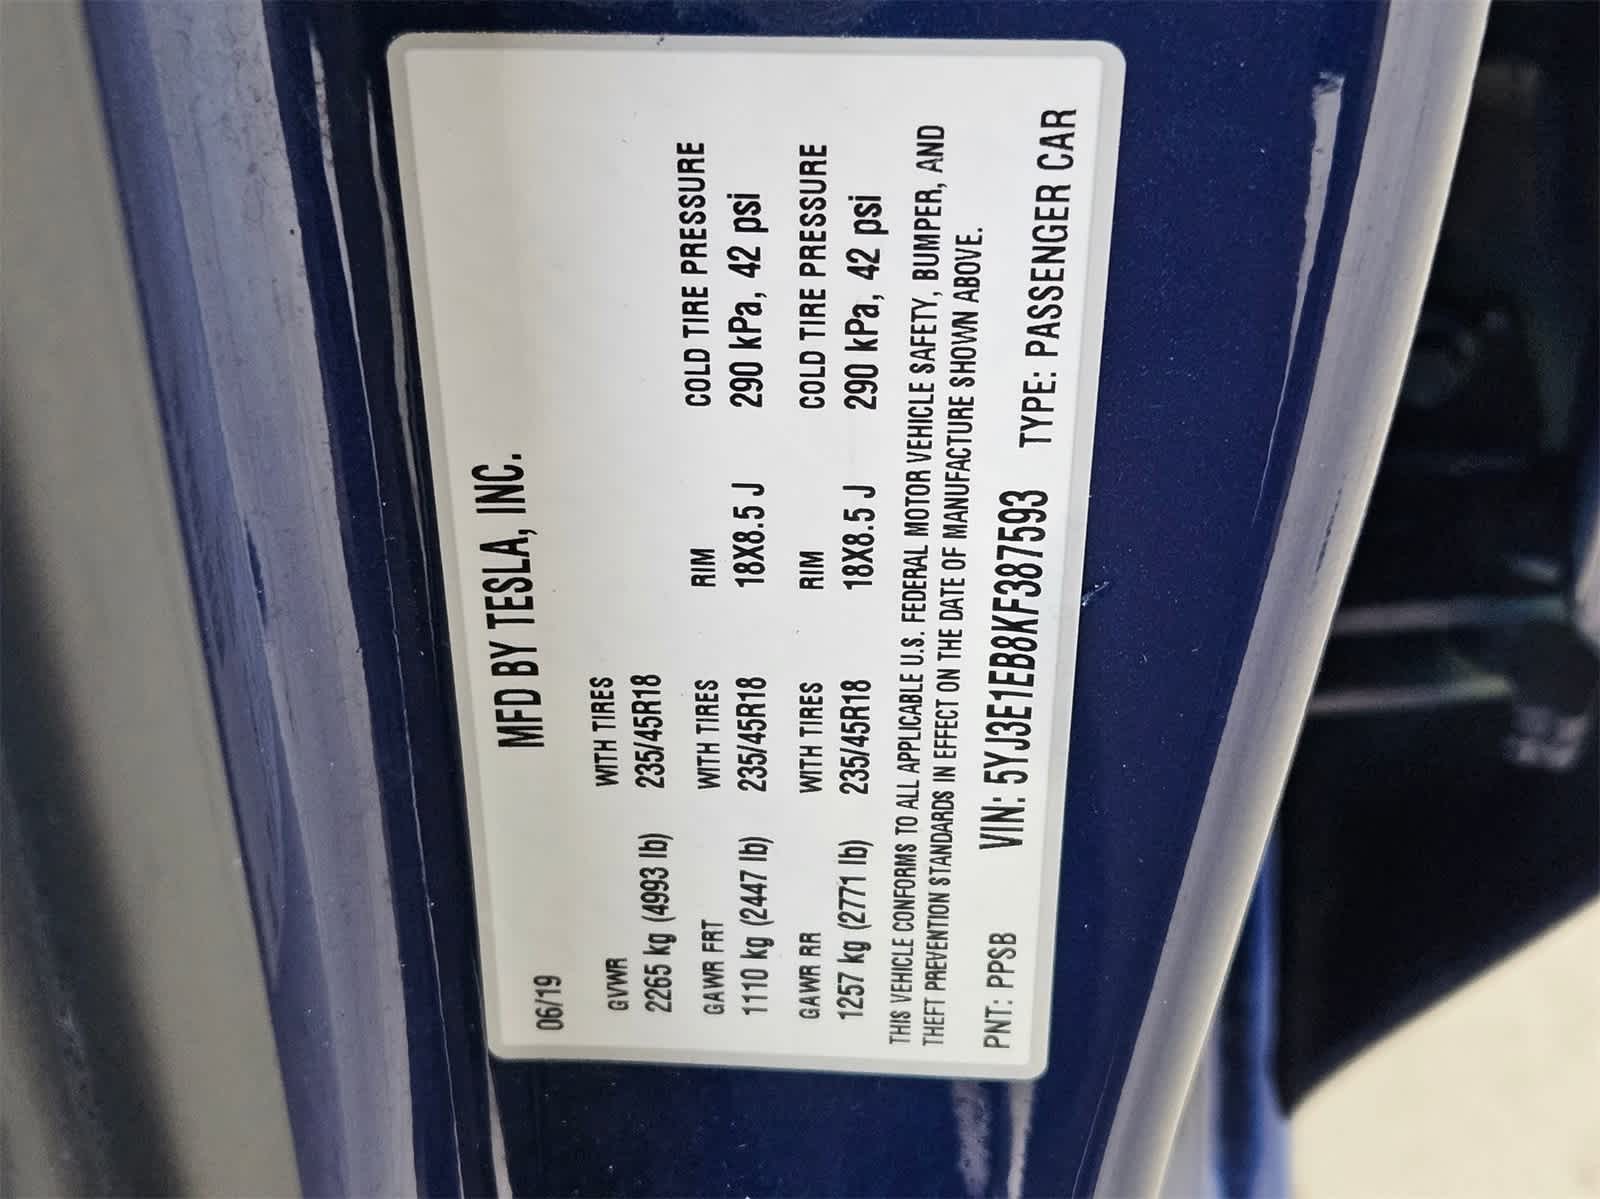 MFD BY TESLA, INC.
06/19
GVWR WITH TIRES
2265 kg (4993 lb) 235/45R18
GAWR FRT WITH TIRES RIM COLD TIRE PRESSURE
1110 kg (2447 lb) 235/45R18 18X8.5 J 290 kPa, 42 psi
GAWR RR WITH TIRES RIM COLD TIRE PRESSURE
1257 kg (2771 lb) 235/45R18 18X8.5 J 290 kPa, 42 psi
THIS VEHICLE CONFORMS TO ALL APPLICABLE U.S. FEDERAL MOTOR VEHICLE SAFETY, BUMPER, AND
THEFT PREVENTION STANDARDS IN EFFECT ON THE DATE OF MANUFACTURE SHOWN ABOVE.
PNT: PPSB VIN: 5YJ3E1EB8KF387593 TYPE: PASSENGER CAR